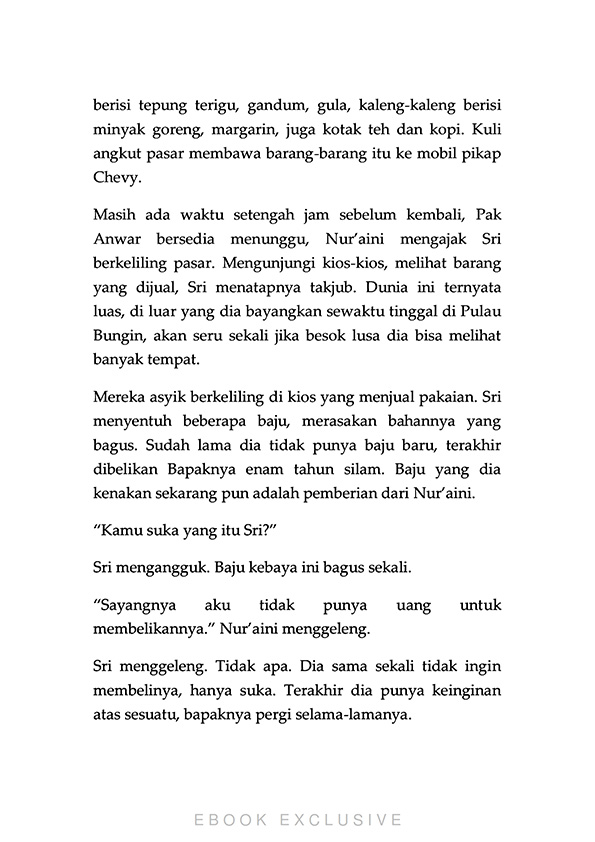 berisi tepung terigu, gandum, gula, kaleng-kaleng berisi
minyak goreng, margarin, juga kotak teh dan kopi. Kuli
angkut pasar membawa barang-barang itu ke mobil pikap
Chevy.
Masih ada waktu setengah jam sebelum kembali, Pak
Anwar bersedia menunggu, Nur’aini mengajak Sri
berkeliling pasar. Mengunjungi kios-kios, melihat barang
yang dijual, Sri menatapnya takjub. Dunia ini ternyata
luas, di luar yang dia bayangkan sewaktu tinggal di Pulau
Bungin, akan seru sekali jika besok lusa dia bisa melihat
banyak tempat.
Mereka asyik berkeliling di kios yang menjual pakaian. Sri
menyentuh beberapa baju, merasakan bahannya yang
bagus. Sudah lama dia tidak punya baju baru, terakhir
dibelikan Bapaknya enam tahun silam. Baju yang dia
kenakan sekarang pun adalah pemberian dari Nur’aini.
“Kamu suka yang itu Sri?”
Sri mengangguk. Baju kebaya ini bagus sekali.
“Sayangnya aku tidak punya uang untuk
membelikannya.” Nur’aini menggeleng.
Sri menggeleng. Tidak apa. Dia sama sekali tidak ingin
membelinya, hanya suka. Terakhir dia punya keinginan
atas sesuatu, bapaknya pergi selama-lamanya.
EBOOK EXCLUSIVE